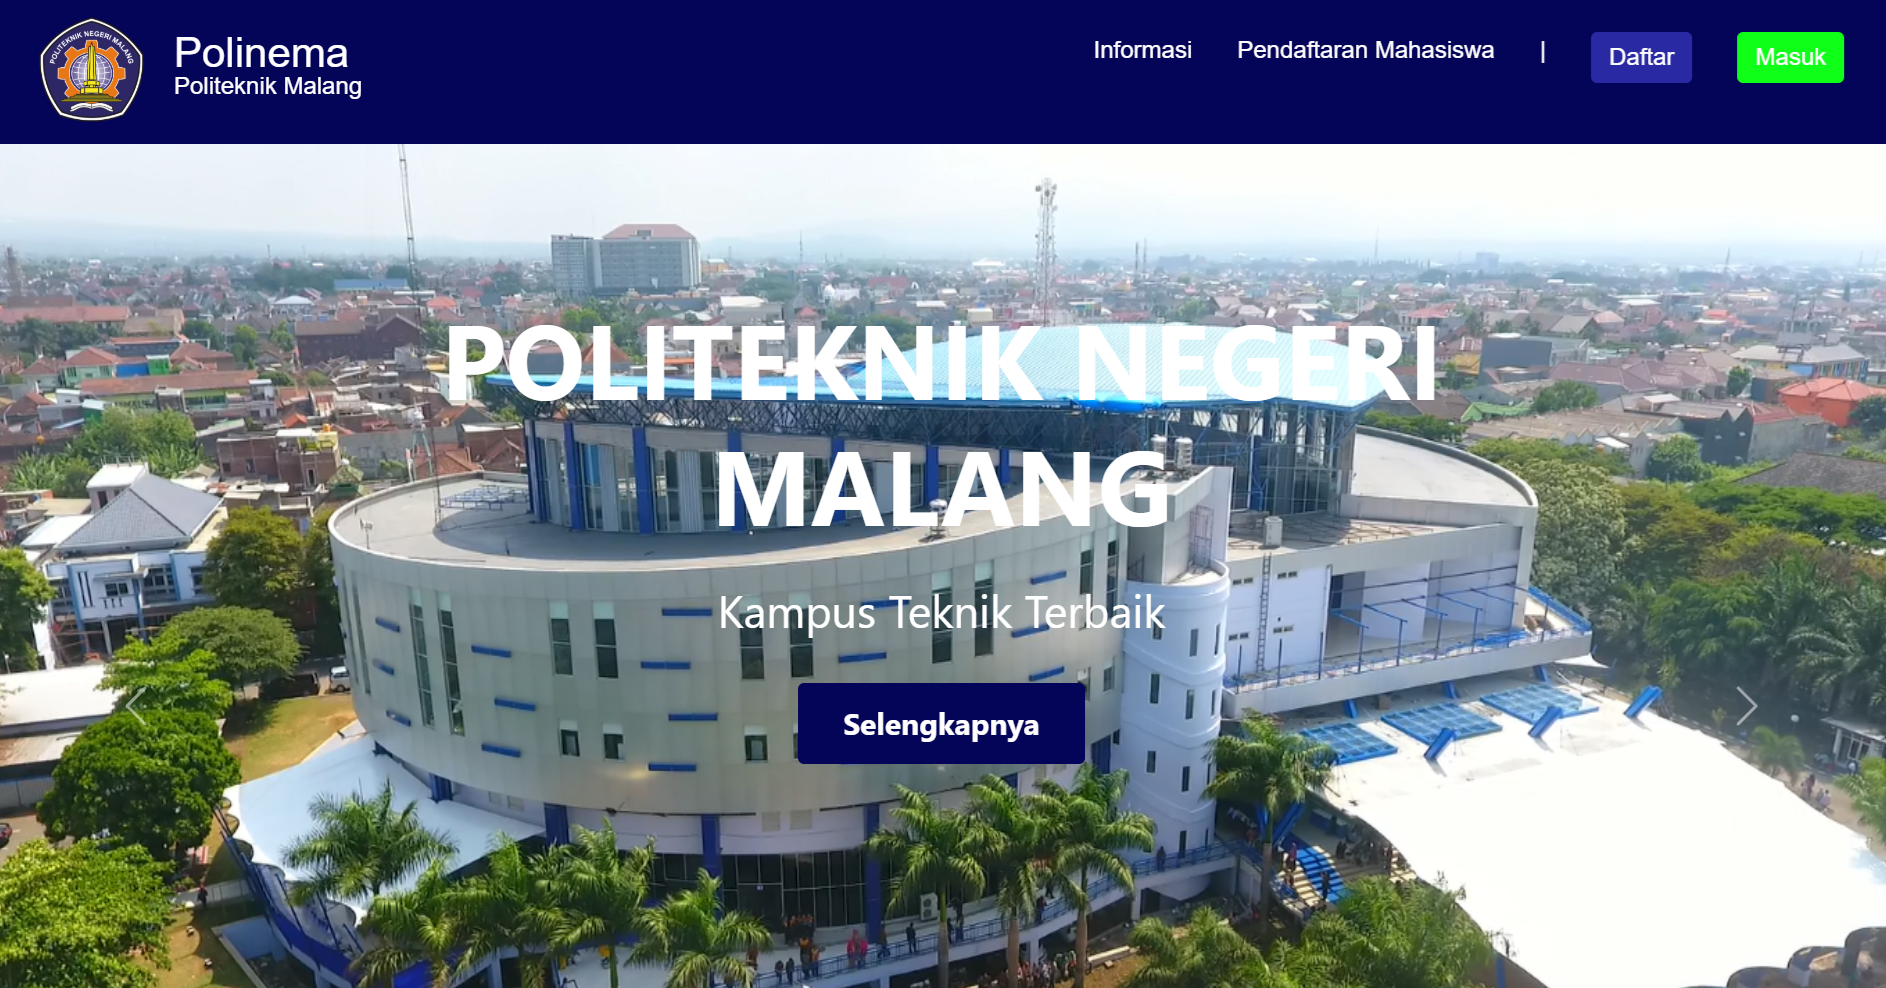 POLITEKNIK NEGERI MALANG
Polinema
Politeknik Malang
Informasi
Pendaftaran Mahasiswa
|
Daftar
Masuk
POLITEKNIK NEGERI
MALANG
Kampus Teknik Terbaik
Selengkapnya